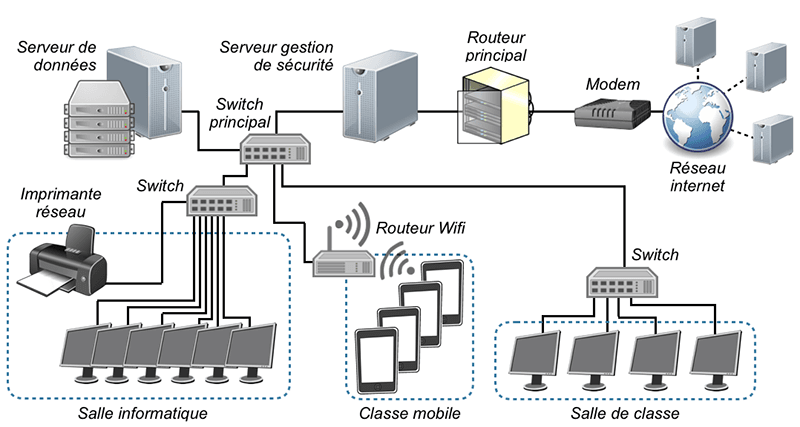 Serveur de
données
Serveur gestion
de sécurité
Routeur
principal
Modem
Switch
principal
Réseau
internet
Imprimante
réseau
Switch
Routeur Wifi
Switch
Salle informatique
Classe mobile
Salle de classe